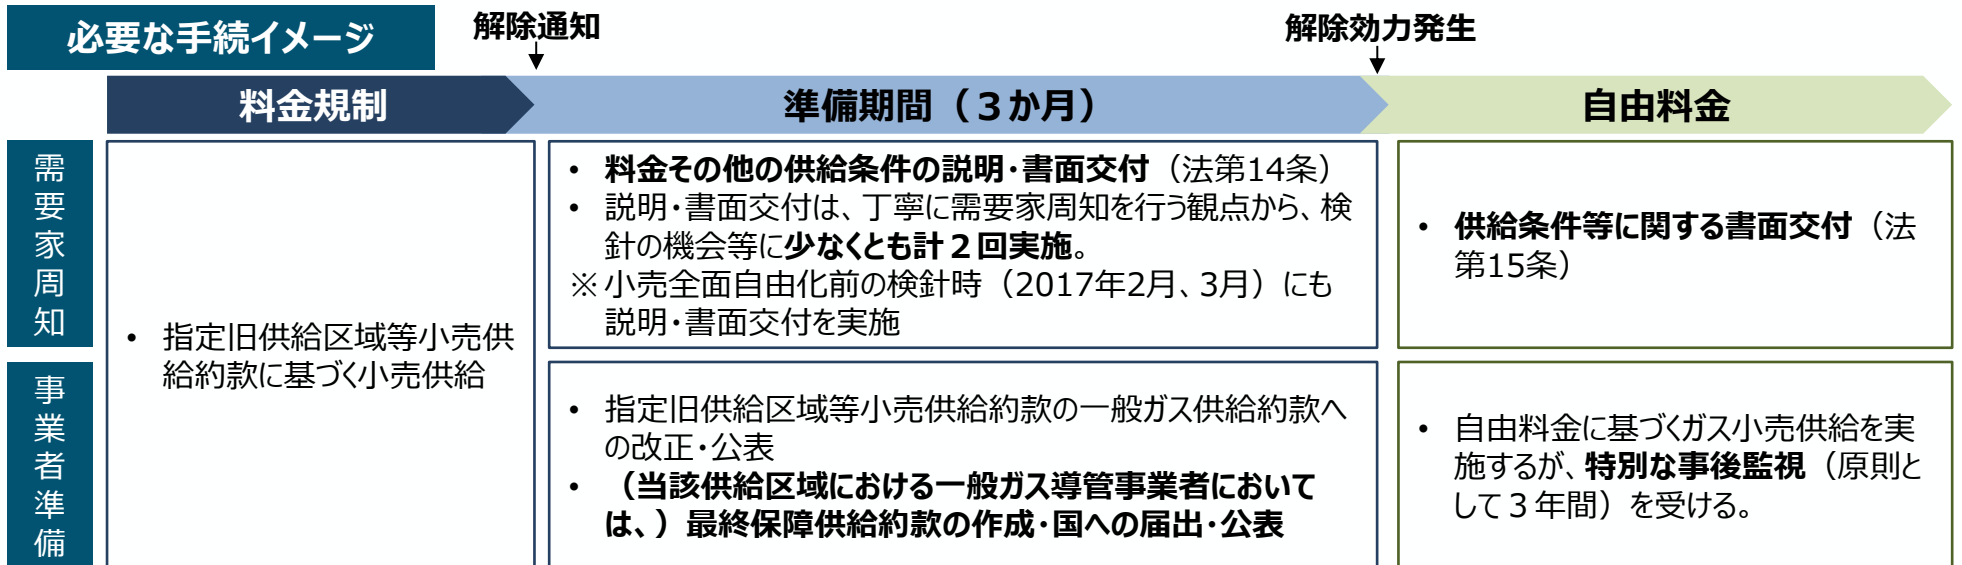 必要な手続イメージ
解除通知
解除効力発生
料金規制
準備期間（３か月）
自由料金
需要家周知
• 料金その他の供給条件の説明・書面交付（法第14条）
• 説明・書面交付は、丁寧に需要家周知を行う観点から、検
針の機会等に少なくとも計２回実施。
※小売全面自由化前の検針時（2017年2月、3月）にも
説明・書面交付を実施
• 供給条件等に関する書面交付（法
第15条）
• 指定旧供給区域等小売供
給約款に基づく小売供給
事業者準備
• 指定旧供給区域等小売供給約款の一般ガス供給約款へ
の改正・公表
• （当該供給区域における一般ガス導管事業者において
は、）最終保障供給約款の作成・国への届出・公表
• 自由料金に基づくガス小売供給を実
施するが、特別な事後監視（原則と
して３年間）を受ける。